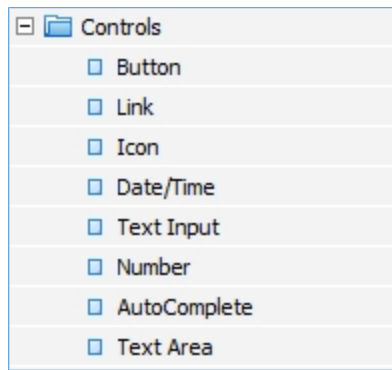 Controls
Button
Link
Icon
Date/Time
Text Input
Number
AutoComplete
Text Area